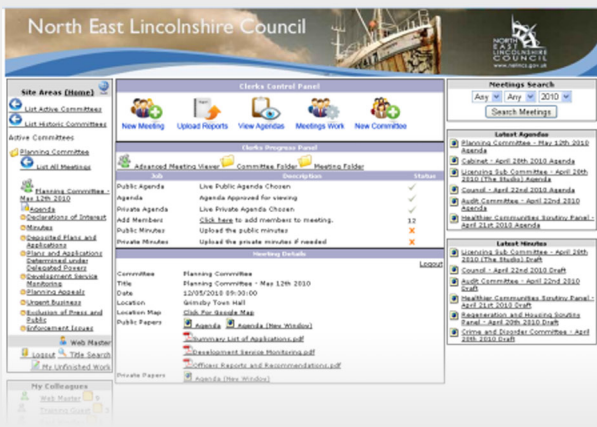 North East Lincolnshire Council
NORTH
EAST
LINCOLNSHIRE
COUNCIL
www.nelincs.gov.uk
Site Areas (Home)
List Active Committees
List Historic Committees
Active Committees
Planning Committee
List All Meetings
Planning Committee -
May 12th 2010
Agenda
Declarations of Interest
Minutes
Deposited Plans and
Applications
Plans and Applications
Determined under
Delegated Powers
Development Service
Monitoring
Planning Appeals
Urgent Business
Exclusion of Press and
Public
Enforcement Issues
Web Master
Logout Title Search
My Unfinished Work
My Colleagues
Web Master
Training Guest
Clerks Control Panel
New Meeting Upload Reports View Agendas Meetings Work New Committee
Clerks Progress Panel
Advanced Meeting Viewer Committee Folder Meeting Folder
Job Description Status
Public Agenda Live Public Agenda Chosen
Agenda Agenda Approved for viewing
Private Agenda Live Private Agenda Chosen
Add Members Click here to add members to meeting. 12
Public Minutes Upload the public minutes
Private Minutes Upload the private minutes if needed
Meeting Details
Logout
Committee Planning Committee
Title Planning Committee - May 12th 2010
Date 12/05/2010 09:30:00
Location Grimsby Town Hall
Location Map Click For Google Map
Public Papers Agenda Agenda (New Window)
Summary List of Applications.pdf
Development Service Monitoring.pdf
Officers Reports and Recommendations.pdf
Private Papers Agenda (New Window)
Meetings Search
Any Any 2010
Search Meetings
Latest Agendas
Planning Committee - May 12th 2010
Agenda
Cabinet - April 28th 2010 Agenda
Licensing Sub Committee - April 28th
2010 (The Studio) Agenda
Council - April 22nd 2010 Agenda
Audit Committee - April 22nd 2010
Agenda
Healthier Communities Scrutiny Panel -
April 21st 2010 Agenda
Latest Minutes
Licensing Sub Committee - April 28th
2010 (The Studio) Draft
Council - April 22nd 2010 Draft
Audit Committee - April 22nd 2010
Draft
Healthier Communities Scrutiny Panel -
April 21st 2010 Draft
Regeneration and Housing Scrutiny
Panel - April 20th 2010 Draft
Crime and Disorder Committee - April
20th 2010 Draft